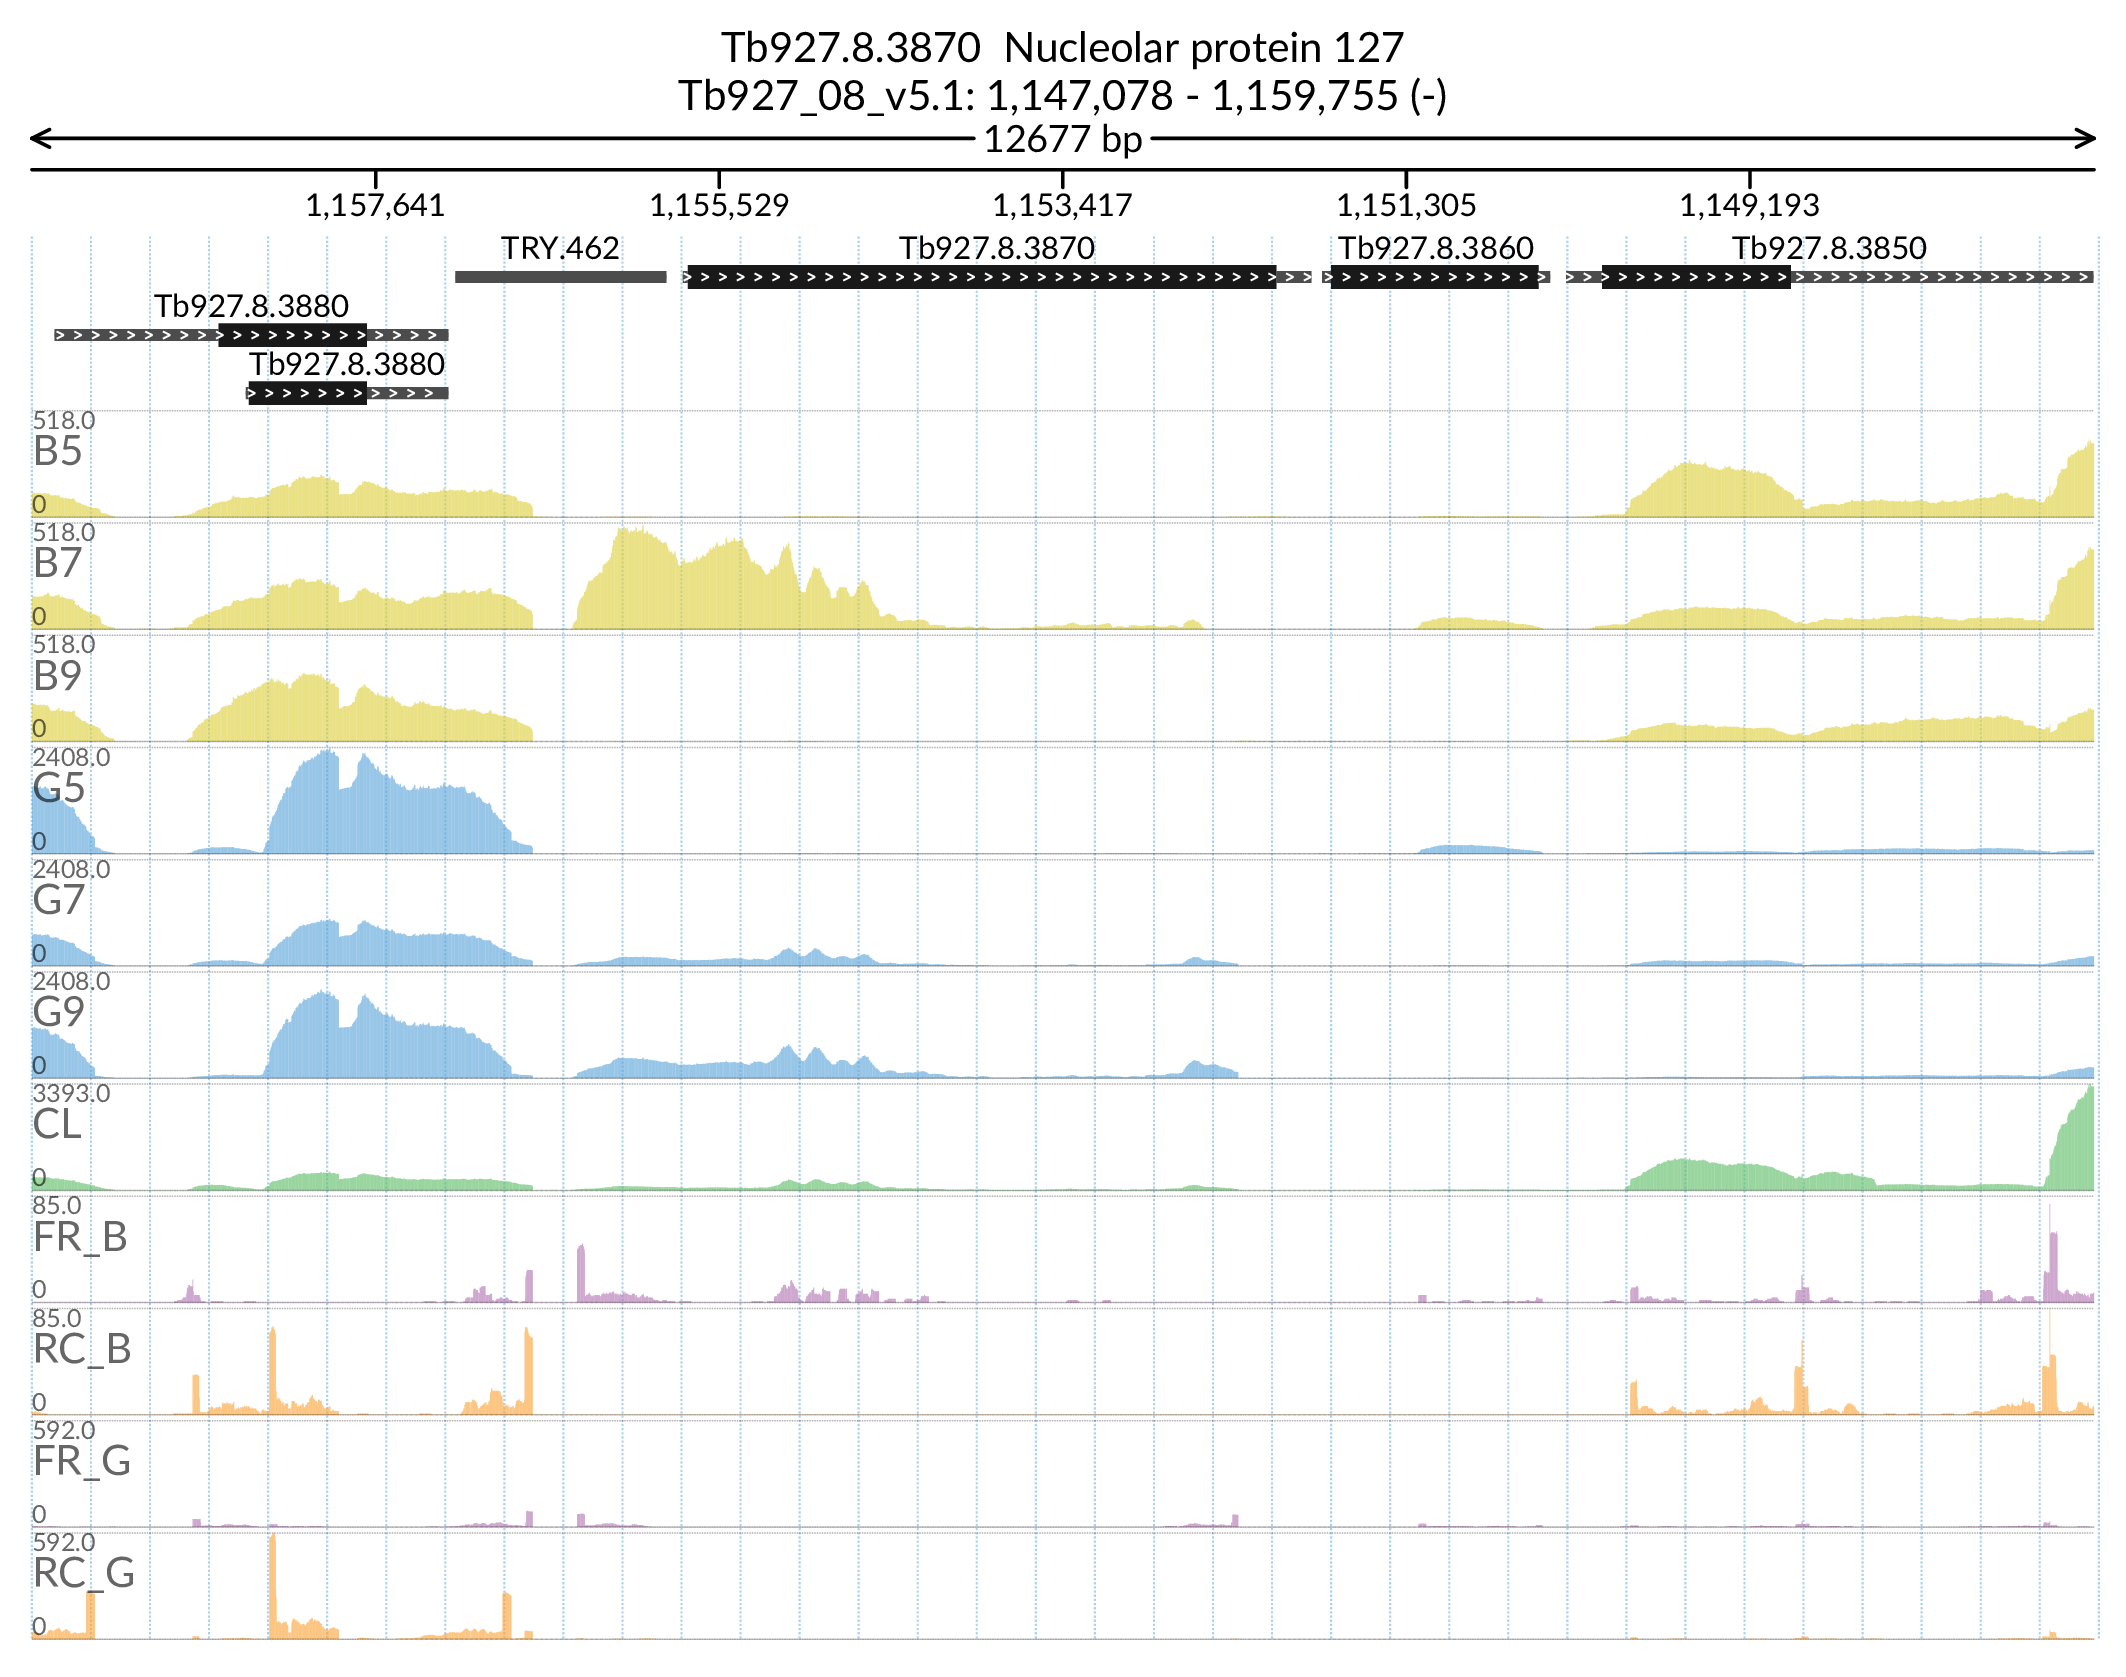 Tb927.8.3870 Nucleolar protein 127
Tb927_08_v5.1: 1,147,078 - 1,159,755 (-)
12677 bp
1,157,641 1,155,529 1,153,417 1,151,305 1,149,193
TRY.462 Tb927.8.3870 Tb927.8.3860 Tb927.8.3850
Tb927.8.3880
Tb927.8.3880
518.0
B5
0
518.0
B7
0
518.0
B9
0
2408.0
G5
0
2408.0
G7
0
2408.0
G9
0
3393.0
CL
0
85.0
FR_B
0
85.0
RC_B
0
592.0
FR_G
0
592.0
RC_G
0